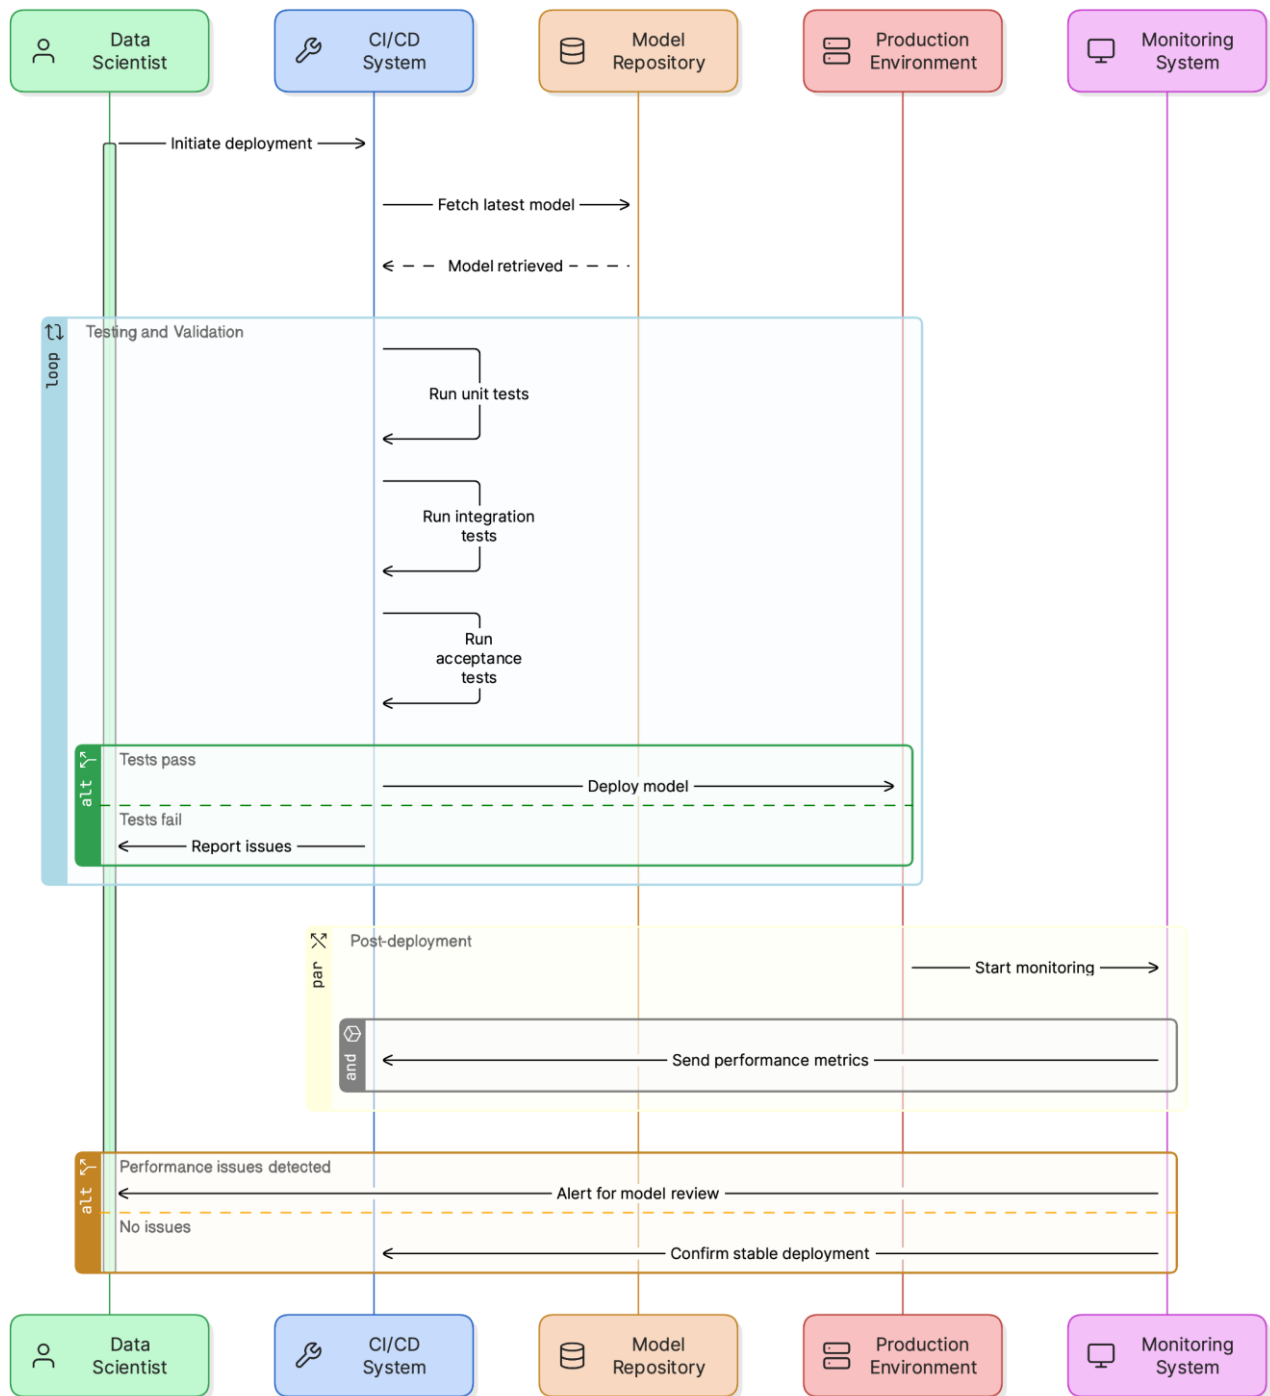 Data
Scientist
CI/CD
System
Model
Repository
Production
Environment
Monitoring
System
Initiate deployment
Fetch latest model
Model retrieved
loop
Testing and Validation
Run unit tests
Run integration
tests
Run
acceptance
tests
alt
Tests pass
Deploy model
Tests fail
Report issues
par
Post-deployment
Start monitoring
and
Send performance metrics
alt
Performance issues detected
Alert for model review
No issues
Confirm stable deployment
Data
Scientist
CI/CD
System
Model
Repository
Production
Environment
Monitoring
System